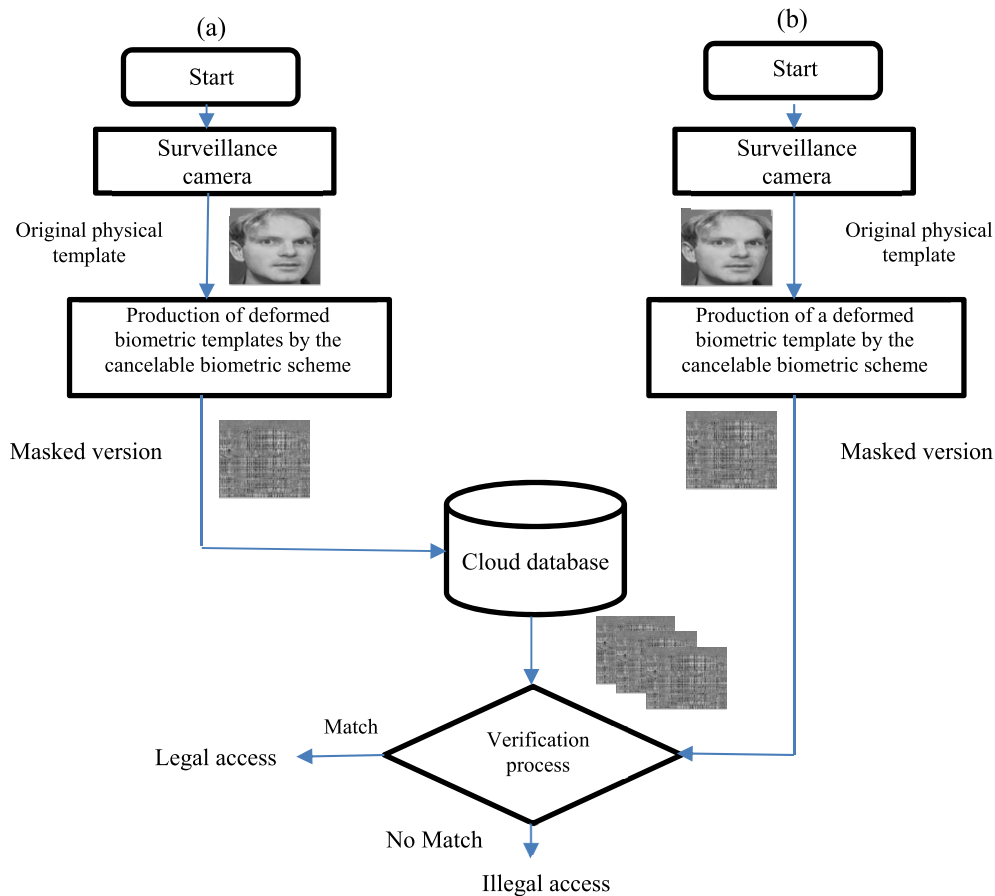 (a)
Start
Surveillance
camera
Original physical
template
Production of deformed
biometric templates by the
cancelable biometric scheme
Masked version
(b)
Start
Surveillance
camera
Original physical
template
Production of a deformed
biometric template by the
cancelable biometric scheme
Masked version
Cloud database
Verification
process
Match
Legal access
No Match
Illegal access